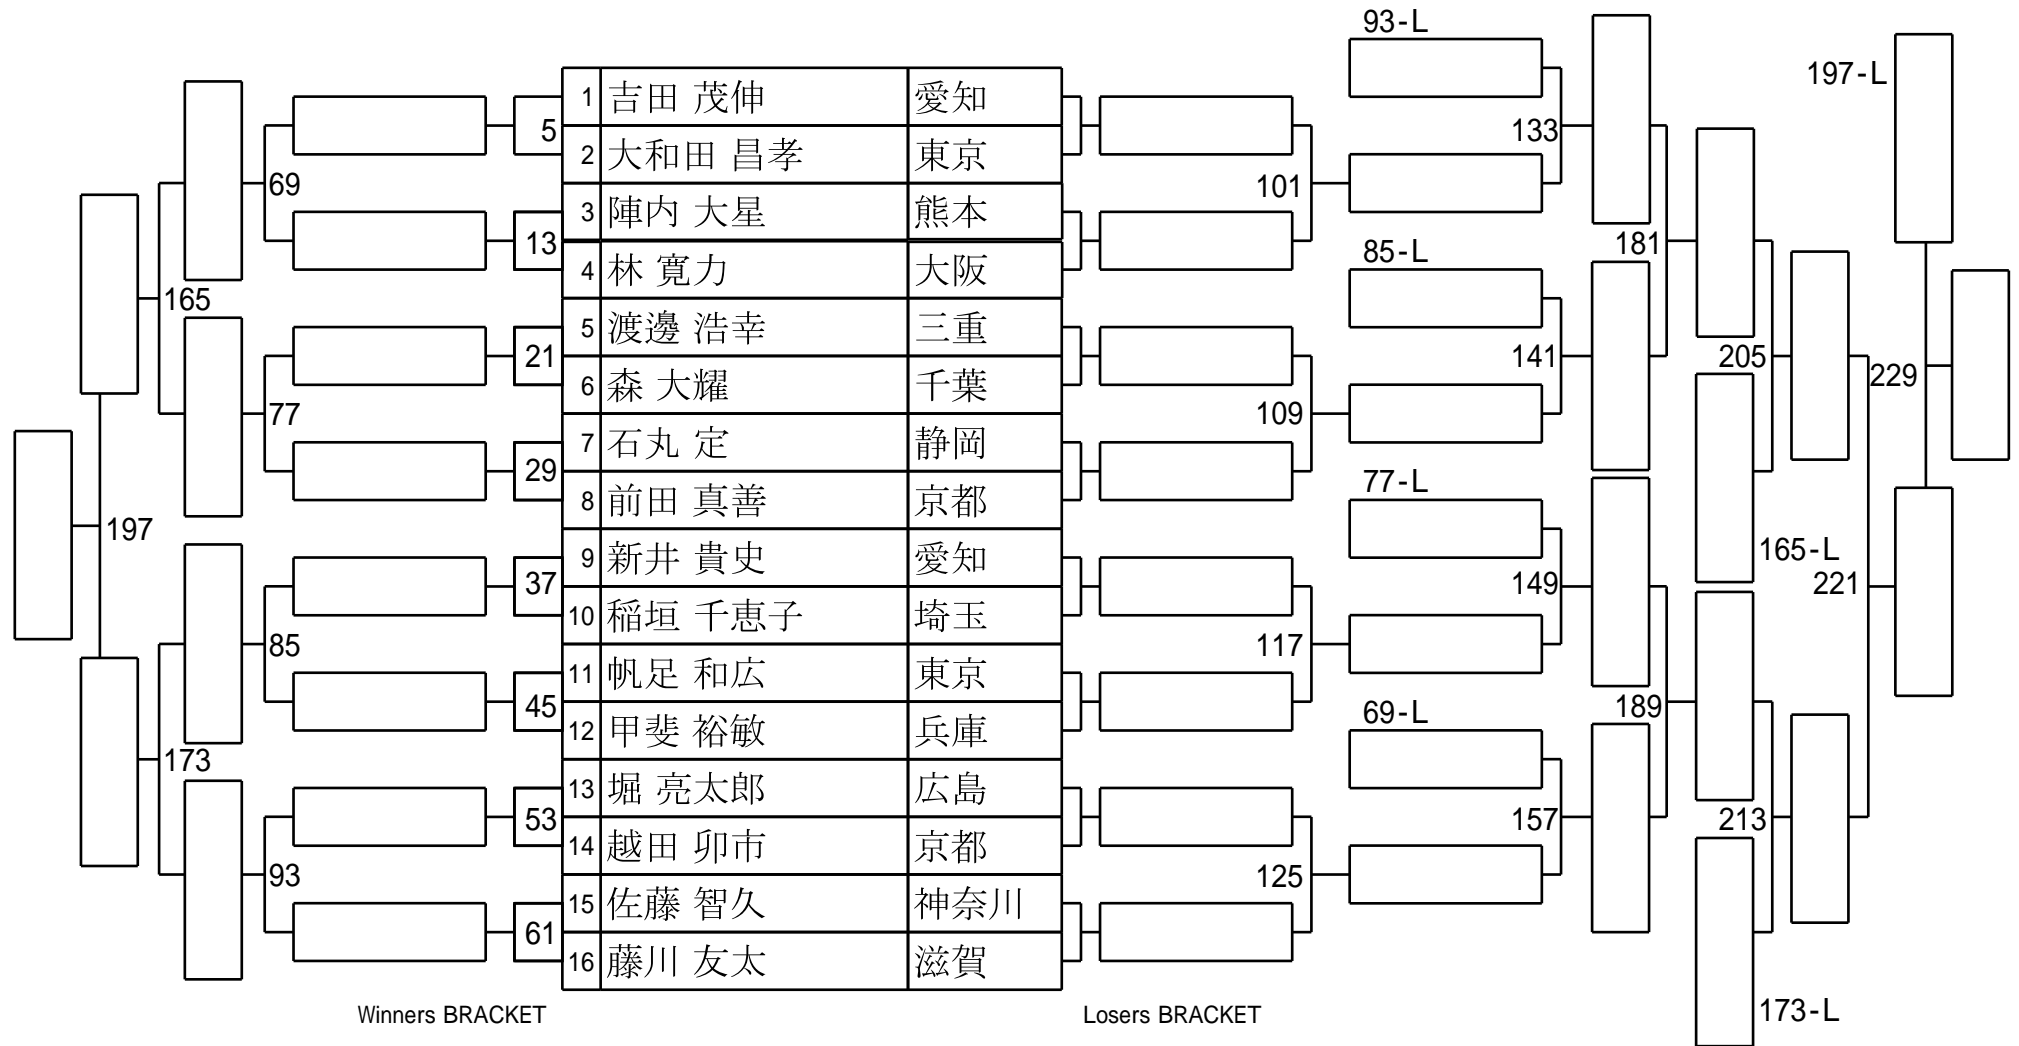 93-L
197-L
1 吉田 茂伸 愛知
5
133
2 大和田 昌孝 東京
69
101
3 陣内 大星 熊本
13
181
85-L
4 林 寛力 大阪
165
5 渡邊 浩幸 三重
21
141
205
229
6 森 大耀 千葉
77
109
7 石丸 定 静岡
29
77-L
8 前田 真善 京都
197
165-L
9 新井 貴史 愛知
37
149
221
10 稲垣 千恵子 埼玉
85
117
11 帆足 和広 東京
45
189
69-L
12 甲斐 裕敏 兵庫
173
13 堀 亮太郎 広島
53
157
213
14 越田 卯市 京都
93
125
15 佐藤 智久 神奈川
61
16 藤川 友太 滋賀
173-L
Winners BRACKET
Losers BRACKET